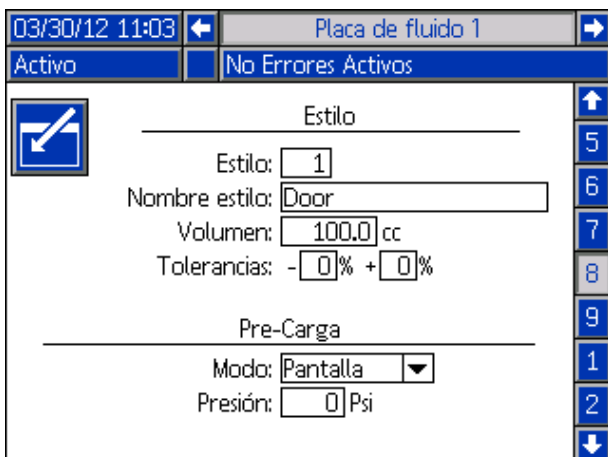 03/30/12 11:03 Placa de fluido 1
Activo No Errores Activos
Estilo
Estilo: 1
Nombre estilo: Door
Volumen: 100.0 cc
Tolerancias: - 0 % + 0 %
Pre-Carga
Modo: Pantalla
Presión: 0 Psi
5
6
7
8
9
1
2